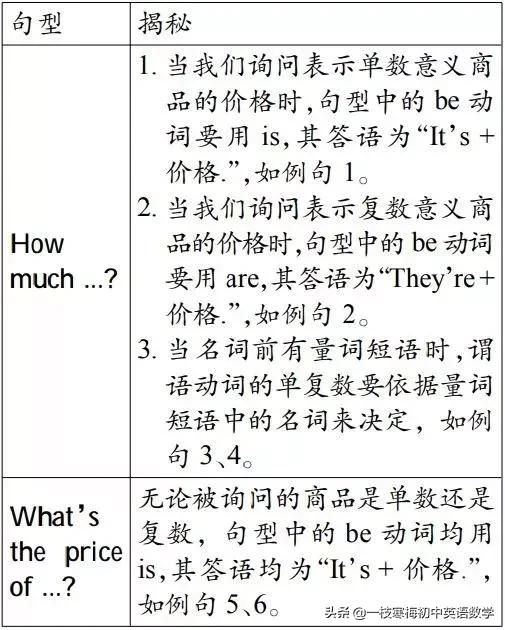 句型
揭秘
How
much ...?
1. 当我们询问表示单数意义商
品的价格时,句型中的 be 动
词要用 is,其答语为“It's +
价格.”,如例句 1。
2. 当我们询问表示复数意义商
品的价格时,句型中的 be 动词
要用 are,其答语为“They're +
价格.”,如例句 2。
3. 当名词前有量词短语时,谓
语动词的单复数要依据量词
短语中的名词来决定, 如例
句 3、4。
What's
the price
of ...?
无论被询问的商品是单数还是
复数, 句型中的 be 动词均用
is,其答语均为“It's + 价格.”,
如例句 5、6。
头条 @一枝寒梅初中英语数学